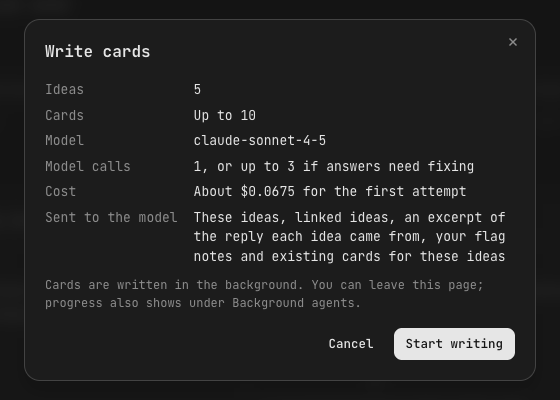 Write cards
×
Ideas 5
Cards Up to 10
Model claude-sonnet-4-5
Model calls 1, or up to 3 if answers need fixing
Cost About $0.0675 for the first attempt
Sent to the model These ideas, linked ideas, an excerpt of
the reply each idea came from, your flag
notes and existing cards for these ideas
Cards are written in the background. You can leave this page;
progress also shows under Background agents.
Cancel Start writing